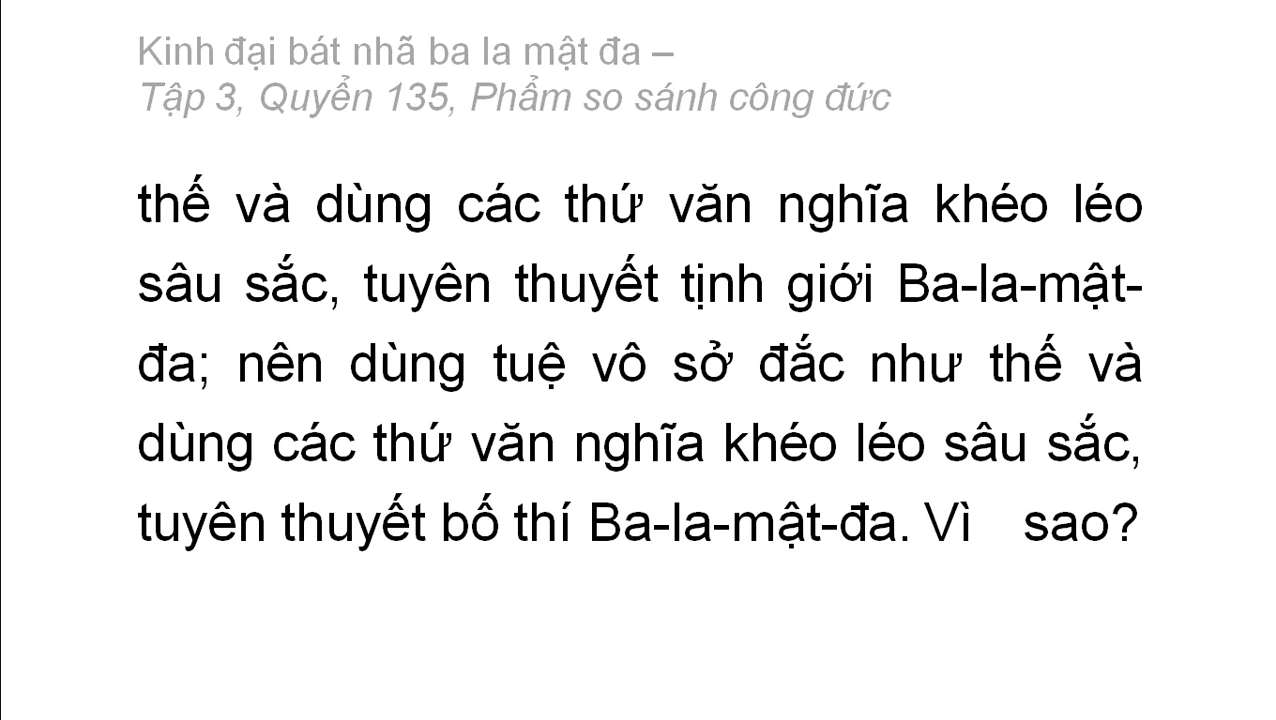 Kinh đại bát nhã ba la mật đa –
Tập 3, Quyển 135, Phẩm so sánh công đức
thế và dùng các thứ văn nghĩa khéo léo
sâu sắc, tuyên thuyết tịnh giới Ba-la-mật-
đa; nên dùng tuệ vô sở đắc như thế và
dùng các thứ văn nghĩa khéo léo sâu sắc,
tuyên thuyết bố thí Ba-la-mật-đa. Vì sao?